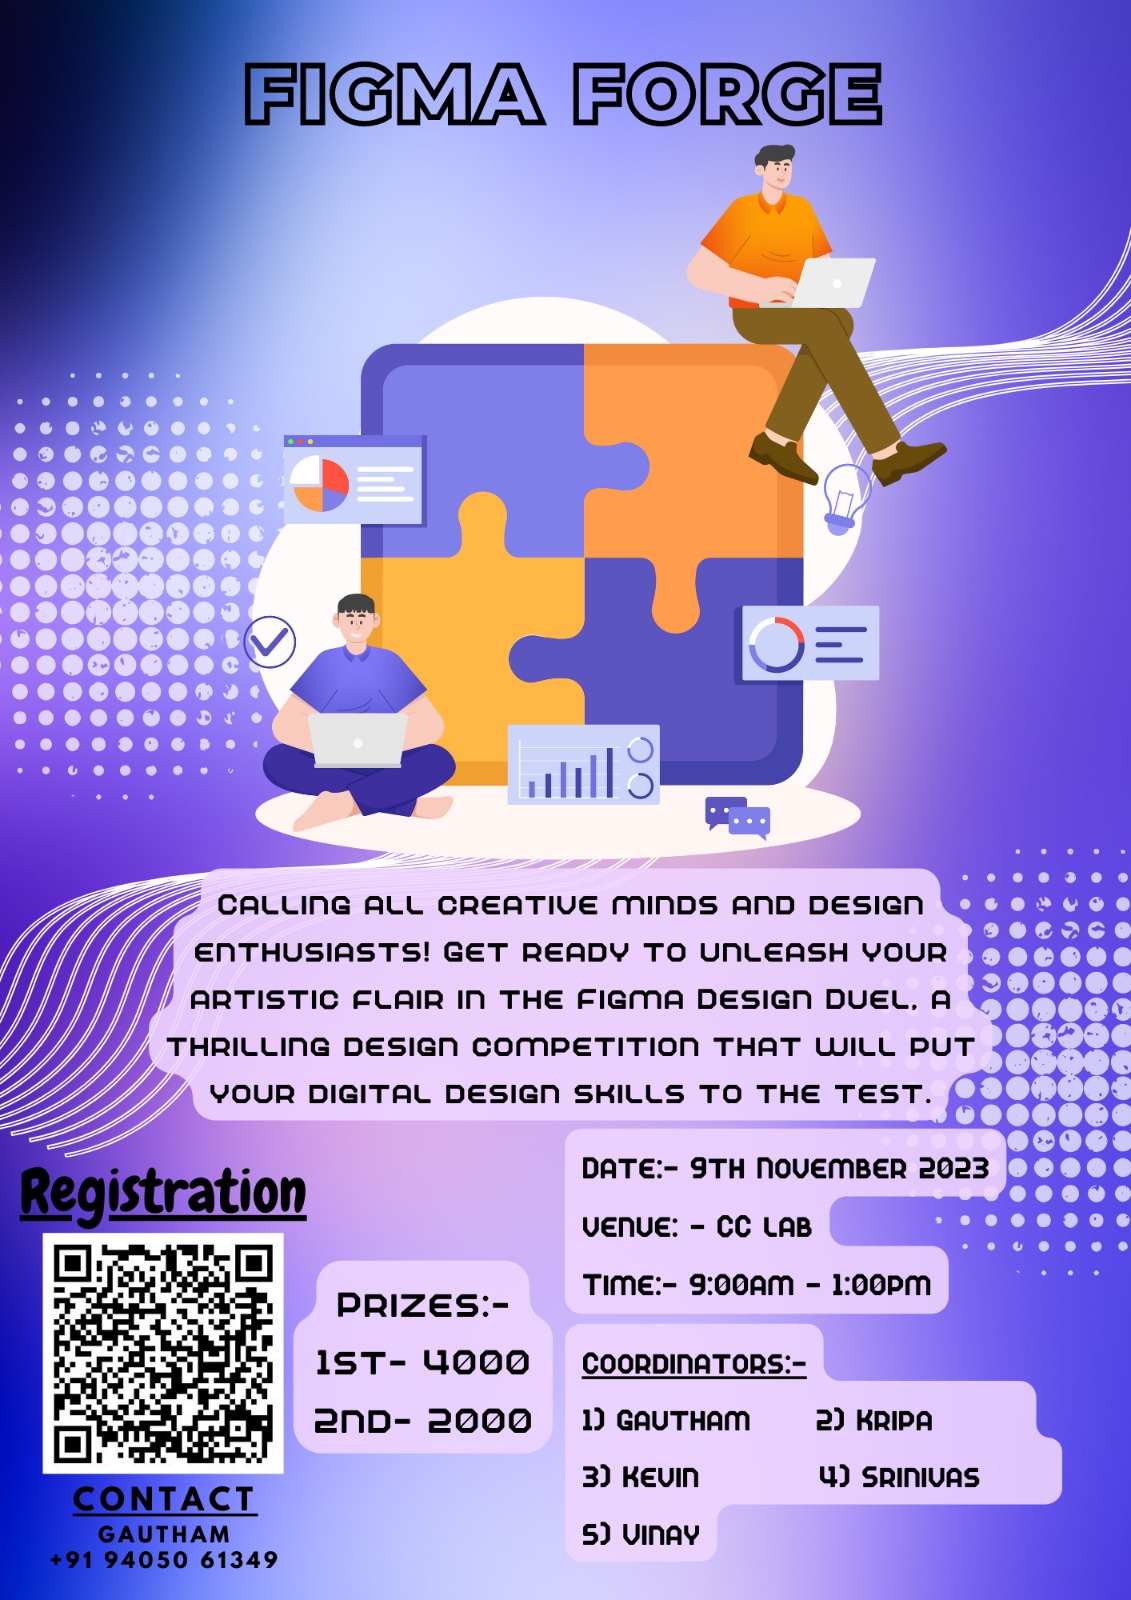 FIGMA FORGE
CALLING ALL CREATIVE MINDS AND DESIGN
ENTHUSIASTS! GET READY TO UNLEASH YOUR
ARTISTIC FLAIR IN THE FIGMA DESIGN DUEL, A
THRILLING DESIGN COMPETITION THAT WILL PUT
YOUR DIGITAL DESIGN SKILLS TO THE TEST.
Registration
DATE:- 9TH NOVEMBER 2023
VENUE: - CC LAB
TIME:- 9:00AM - 1:00PM
PRIZES:-
1ST- 4000
2ND- 2000
COORDINATORS:-
1) GAUTHAM 2) KRIPA
3) KEVIN 4) SRINIVAS
5) VINAY
CONTACT
GAUTHAM
+91 94050 61349